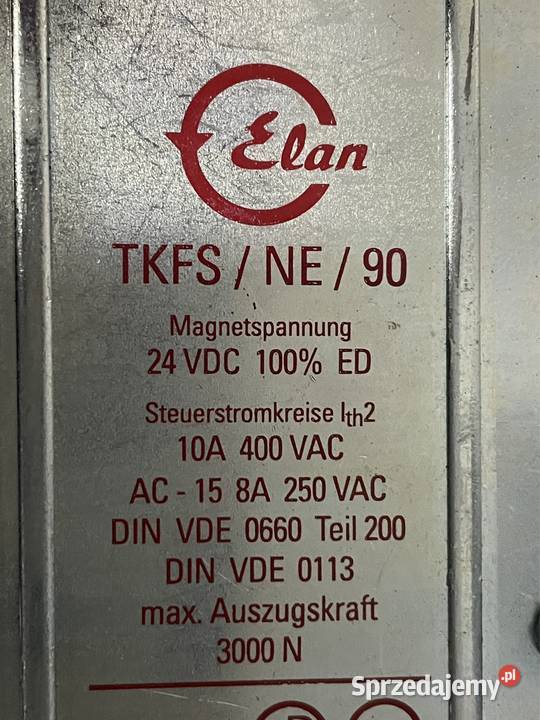 Elan
TKFS / NE / 90
Magnetspannung
24 VDC 100% ED
Steuerstromkreise Ith2
10A 400 VAC
AC - 15 8A 250 VAC
DIN VDE 0660 Teil 200
DIN VDE 0113
max. Auszugskraft
3000 N
Sprzedajemy.pl